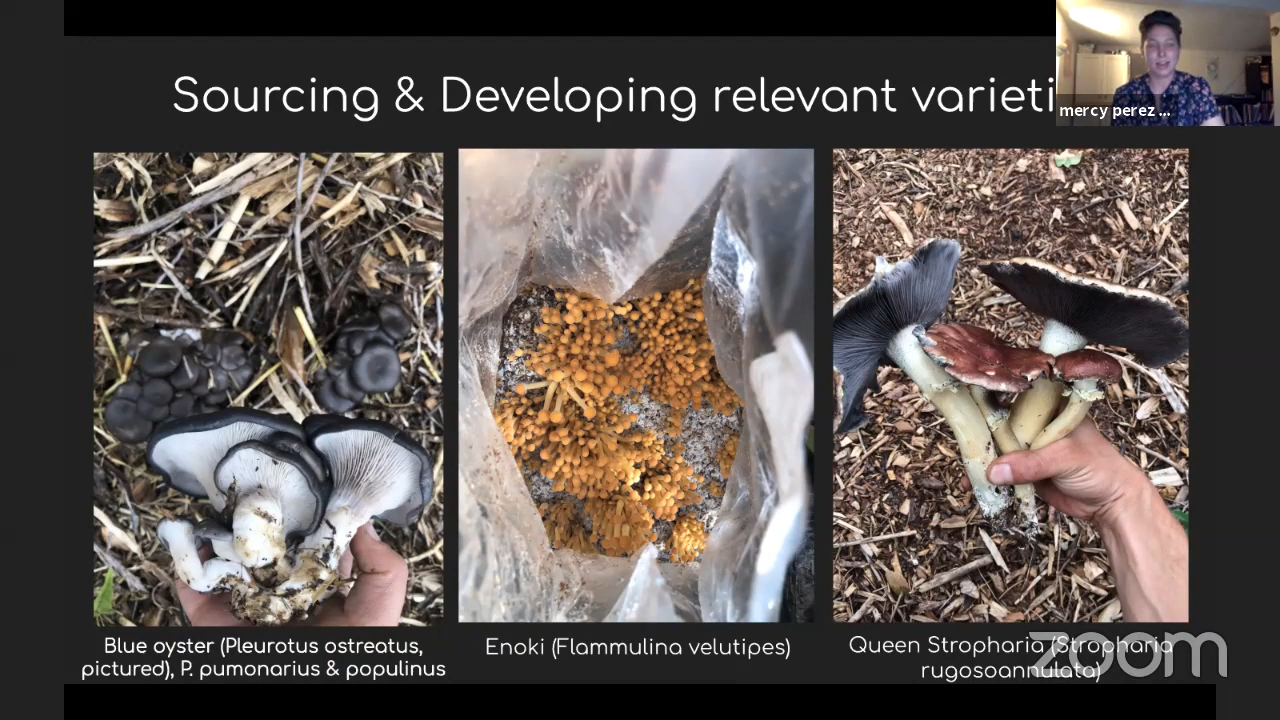 Sourcing & Developing relevant varieti
mercy perez ...
Blue oyster (Pleurotus ostreatus,
pictured), P. pumonarius & populinus
Enoki (Flammulina velutipes)
Queen Stropharia (Stropharia
rugosoannulata)
zoom